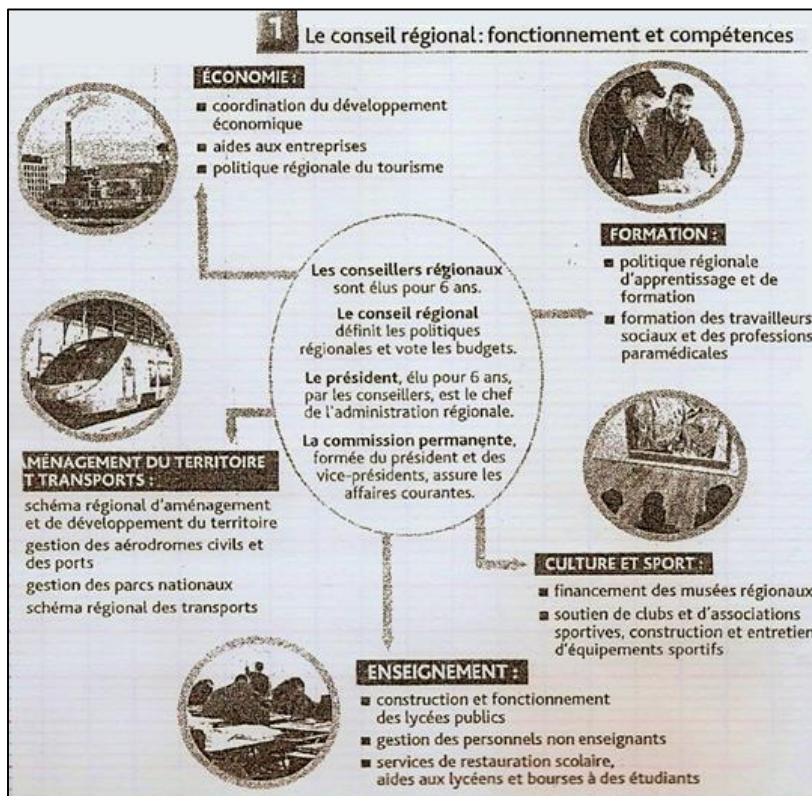 1 Le conseil régional : fonctionnement et compétences
ÉCONOMIE :
■ coordination du développement
économique
■ aides aux entreprises
■ politique régionale du tourisme
FORMATION :
■ politique régionale
d'apprentissage et de
formation
■ formation des travailleurs
sociaux et des professions
paramédicales
Les conseillers régionaux
sont élus pour 6 ans.
Le conseil régional
définit les politiques
régionales et vote les budgets.
Le président, élu pour 6 ans,
par les conseillers, est le chef
de l'administration régionale.
La commission permanente,
formée du président et des
vice-présidents, assure les
affaires courantes.
MÉNAGEMENT DU TERRITOIRE
T TRANSPORTS :
schéma régional d'aménagement
et de développement du territoire
gestion des aérodromes civils et
des ports
gestion des parcs nationaux
schéma régional des transports
CULTURE ET SPORT :
■ financement des musées régionaux
■ soutien de clubs et d'associations
sportives, construction et entretien
d'équipements sportifs
ENSEIGNEMENT :
■ construction et fonctionnement
des lycées publics
■ gestion des personnels non enseignants
■ services de restauration scolaire,
aides aux lycéens et bourses à des étudiants